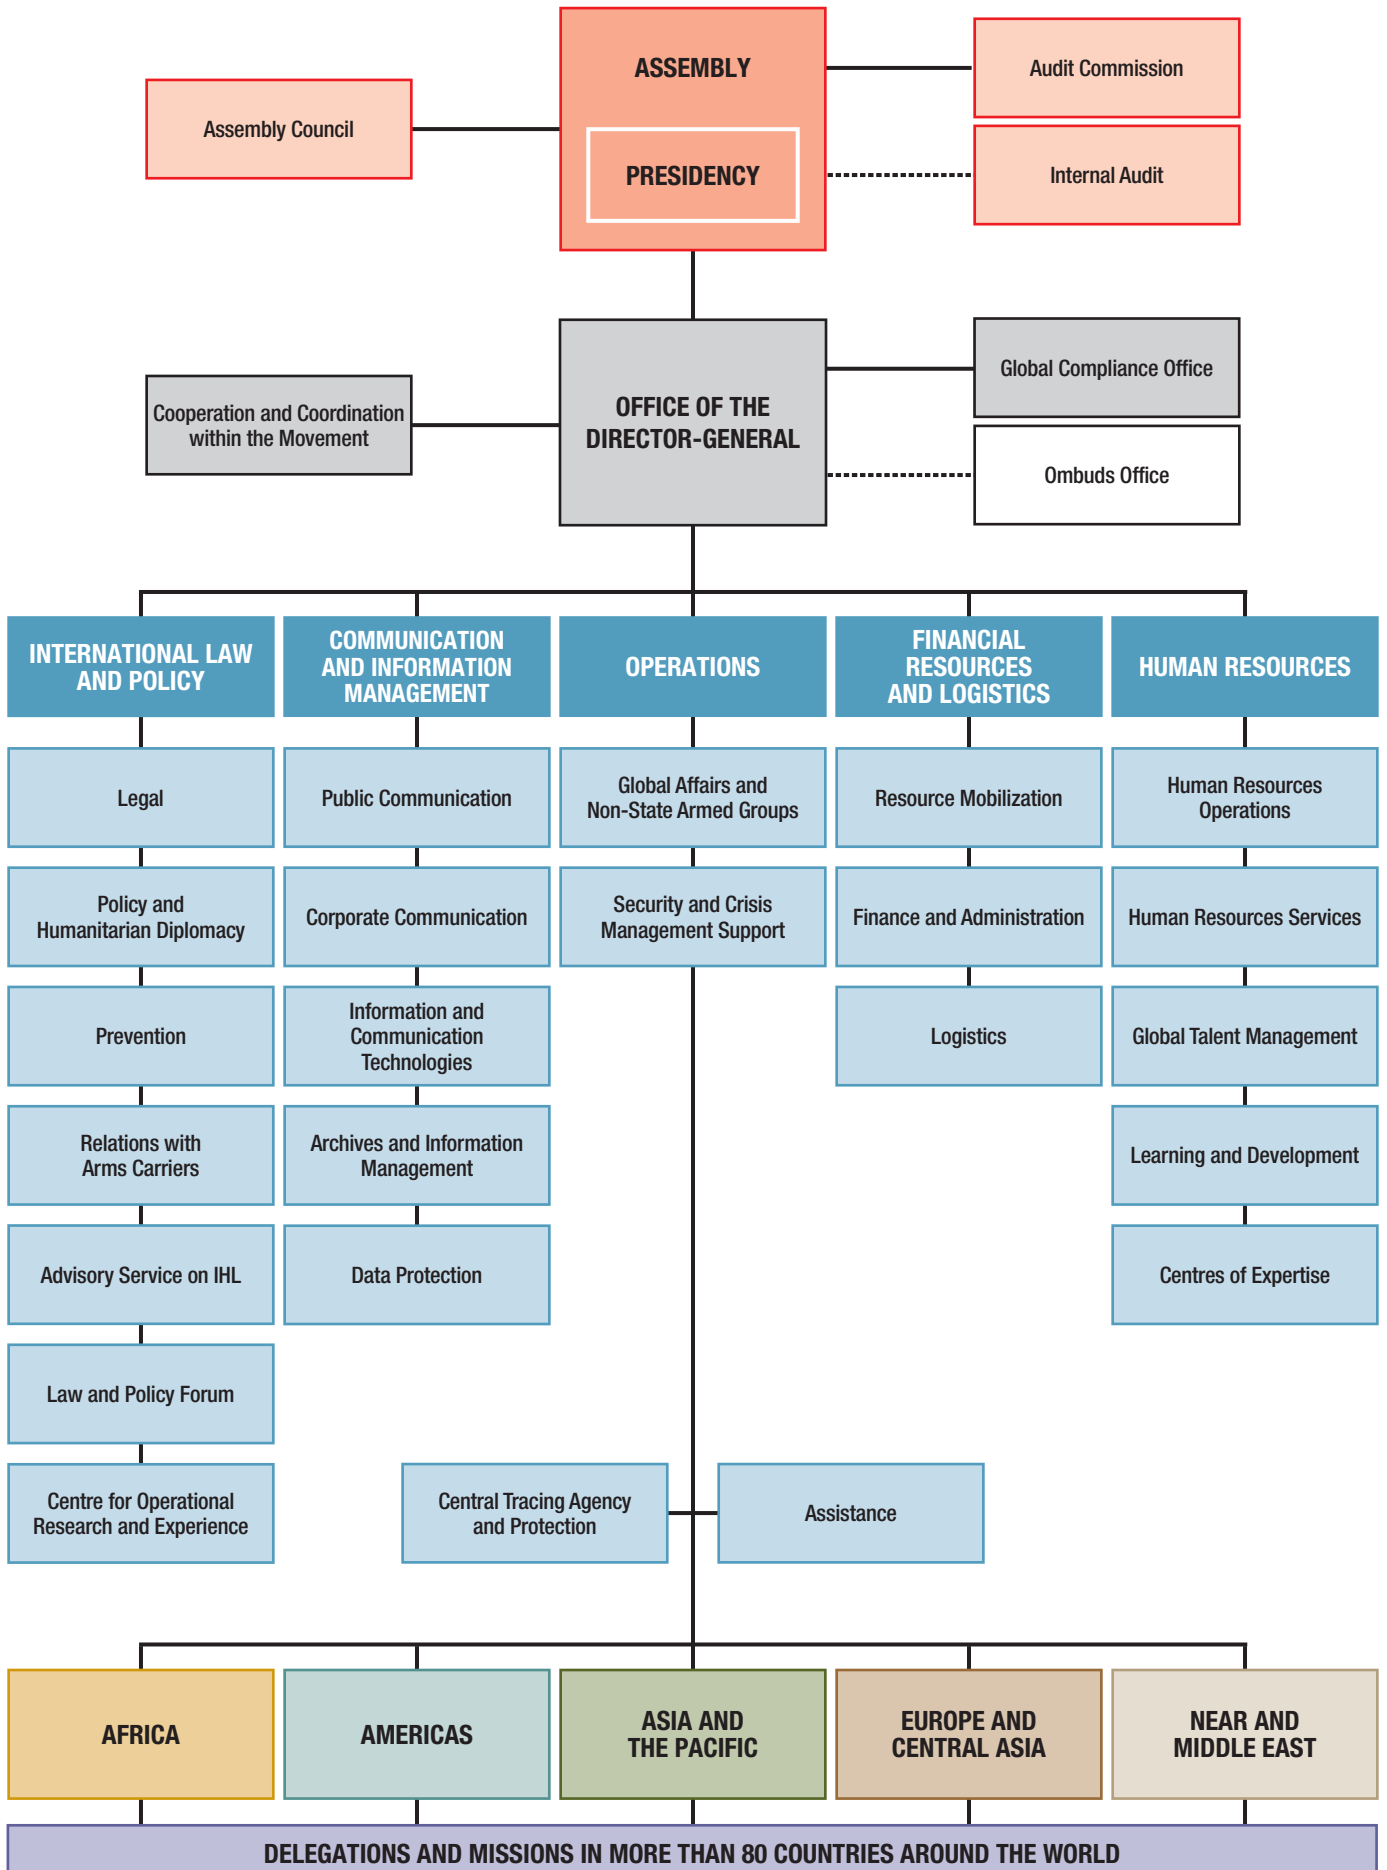 ASSEMBLY
PRESIDENCY
Assembly Council
Audit Commission
Internal Audit
OFFICE OF THE
DIRECTOR-GENERAL
Cooperation and Coordination
within the Movement
Global Compliance Office
Ombuds Office
INTERNATIONAL LAW
AND POLICY
COMMUNICATION
AND INFORMATION
MANAGEMENT
OPERATIONS
FINANCIAL
RESOURCES
AND LOGISTICS
HUMAN RESOURCES
Legal
Public Communication
Global Affairs and
Non-State Armed Groups
Resource Mobilization
Human Resources
Operations
Policy and
Humanitarian Diplomacy
Corporate Communication
Security and Crisis
Management Support
Finance and Administration
Human Resources Services
Prevention
Information and
Communication
Technologies
Logistics
Global Talent Management
Relations with
Arms Carriers
Archives and Information
Management
Learning and Development
Advisory Service on IHL
Data Protection
Centres of Expertise
Law and Policy Forum
Centre for Operational
Research and Experience
Central Tracing Agency
and Protection
Assistance
AFRICA
AMERICAS
ASIA AND
THE PACIFIC
EUROPE AND
CENTRAL ASIA
NEAR AND
MIDDLE EAST
DELEGATIONS AND MISSIONS IN MORE THAN 80 COUNTRIES AROUND THE WORLD